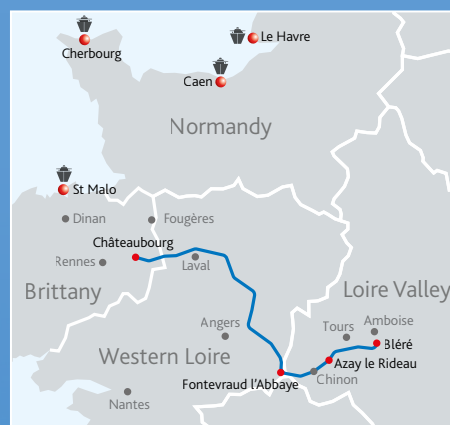 Cherbourg
Le Havre
Caen
Normandy
St Malo
Dinan
Fougères
Châteaubourg
Rennes
Laval
Brittany
Loire Valley
Angers
Tours
Amboise
Bléré
Western Loire
Azay le Rideau
Fontevraud l'Abbaye
Chinon
Nantes